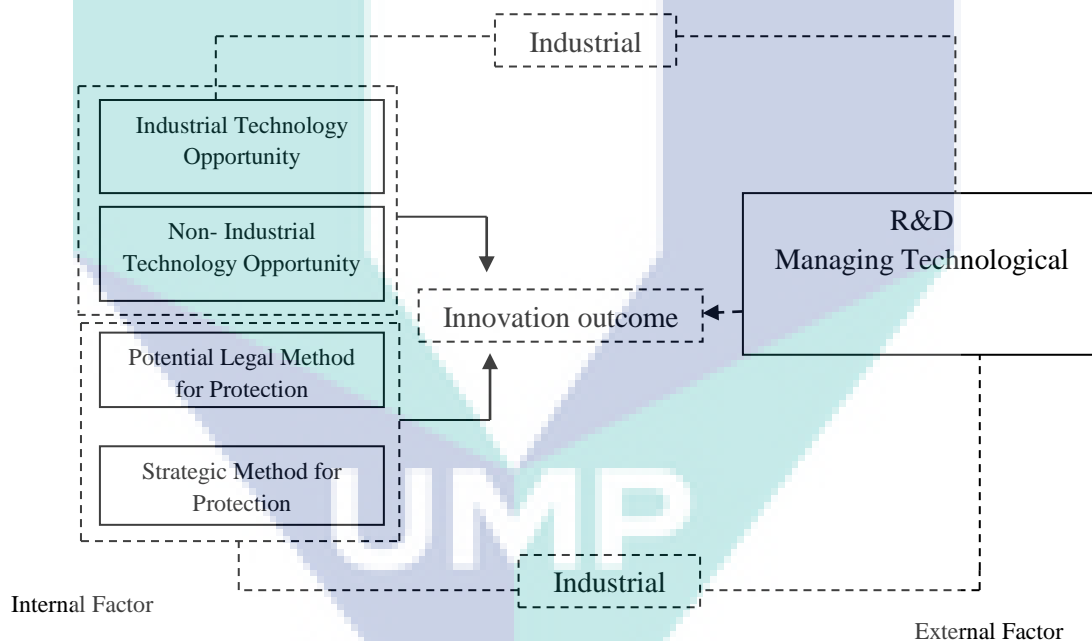 Industrial
Industrial Technology
Opportunity
Non- Industrial
Technology Opportunity
R&D
Managing Technological
Innovation outcome
Potential Legal Method
for Protection
Strategic Method for
Protection
UMP
Industrial
Internal Factor
External Factor